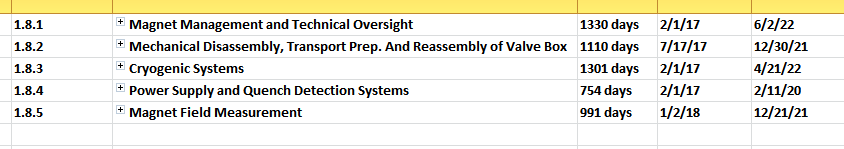 1.8.1 Magnet Management and Technical Oversight 1330 days 2/1/17 6/2/22
1.8.2 Mechanical Disassembly, Transport Prep. And Reassembly of Valve Box 1110 days 7/17/17 12/30/21
1.8.3 Cryogenic Systems 1301 days 2/1/17 4/21/22
1.8.4 Power Supply and Quench Detection Systems 754 days 2/1/17 2/11/20
1.8.5 Magnet Field Measurement 991 days 1/2/18 12/21/21